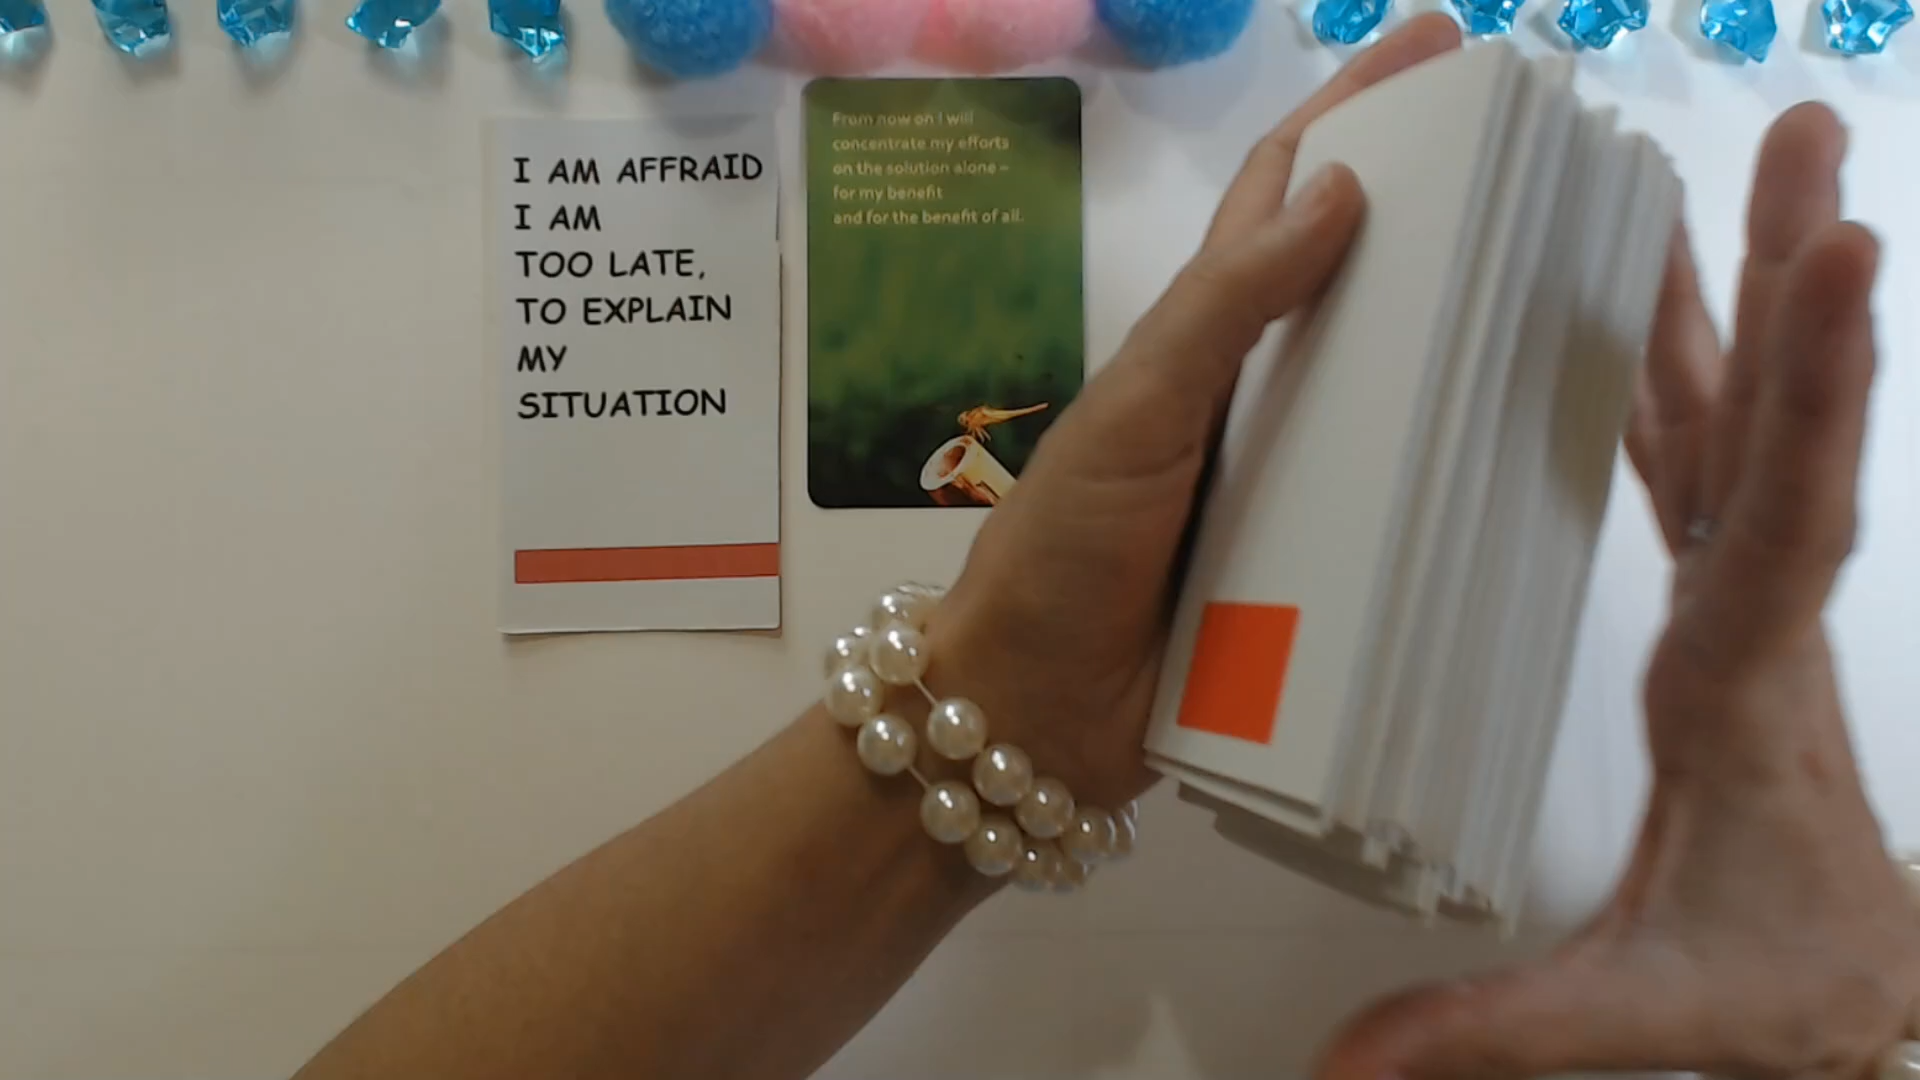 I AM AFFRAID
I AM
TOO LATE,
TO EXPLAIN
MY
SITUATION
From now on I will
concentrate my efforts
on the solution alone –
for my benefit
and for the benefit of all.